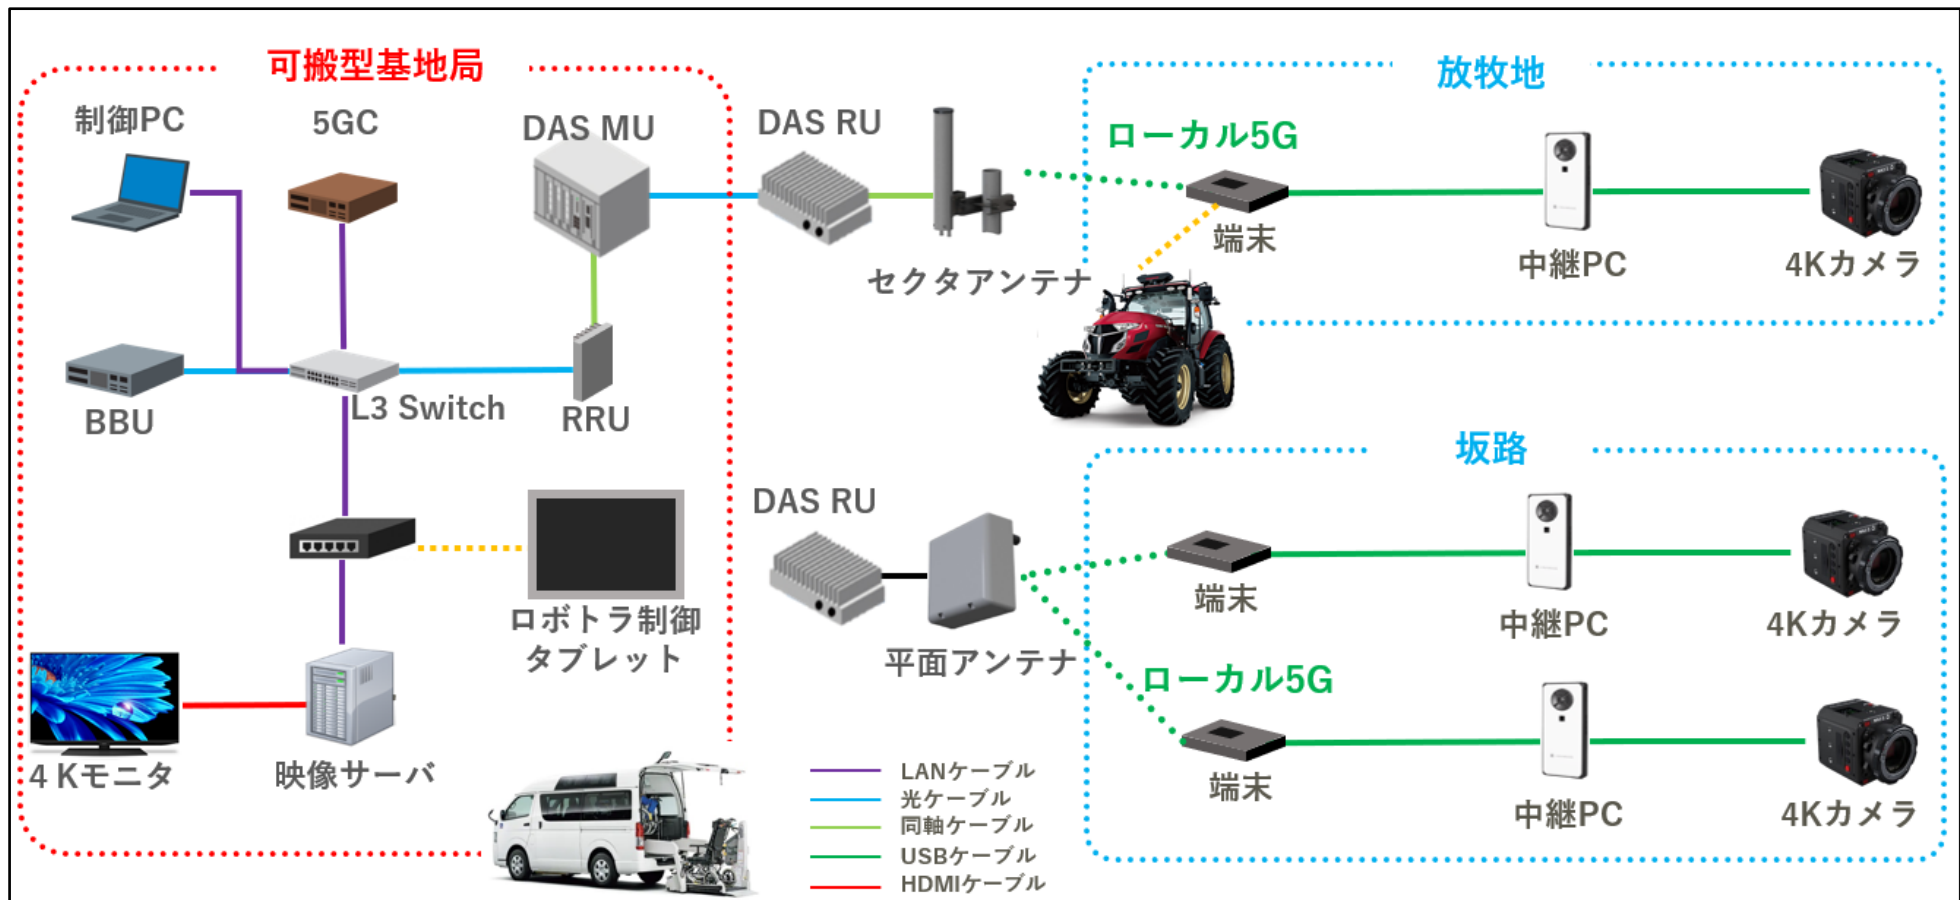 可搬型基地局
放牧地
制御PC
5GC
DAS MU
DAS RU
ローカル5G
端末
中継PC
4Kカメラ
セクタアンテナ
BBU
L3 Switch
RRU
坂路
DAS RU
端末
中継PC
4Kカメラ
ロボトラ制御
タブレット
平面アンテナ
ローカル5G
4 Kモニタ
映像サーバ
端末
中継PC
4Kカメラ
LANケーブル
光ケーブル
同軸ケーブル
USBケーブル
HDMIケーブル